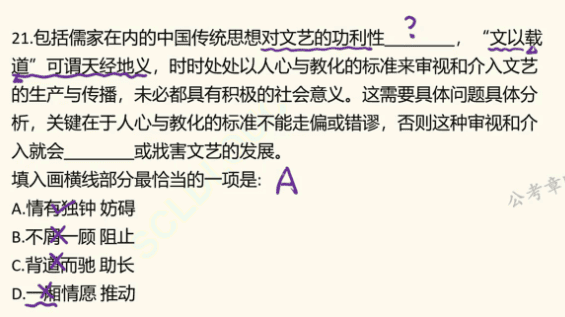 ?
21.包括儒家在内的中国传统思想对文艺的功利性________，“文以载
道”可谓天经地义，时时处处以人心与教化的标准来审视和介入文艺
的生产与传播，未必都具有积极的社会意义。这需要具体问题具体分
析，关键在于人心与教化的标准不能走偏或错谬，否则这种审视和介
入就会________或戕害文艺的发展。
填入画横线部分最恰当的一项是: A
A.情有独钟 妨碍
B.不屑一顾 阻止
C.背道而驰 助长
D.一厢情愿 推动
公考章